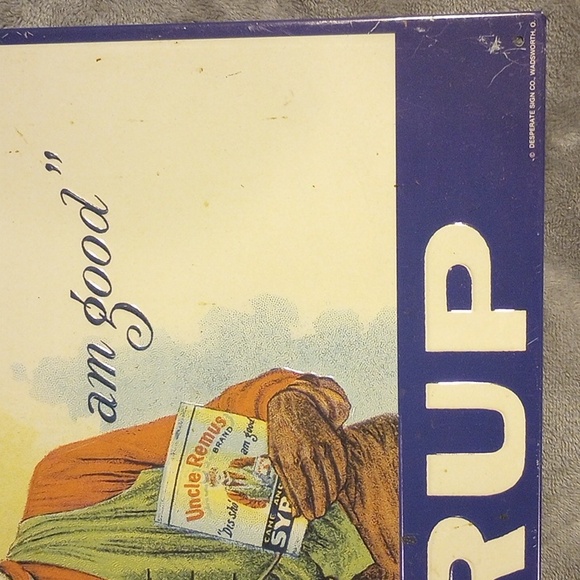 am good"
Uncle Remus
BRAND
"Dis sho'
am good"
CANE AND
SYR
RUP
© DESPERATE SIGN CO., WADSWORTH, O.